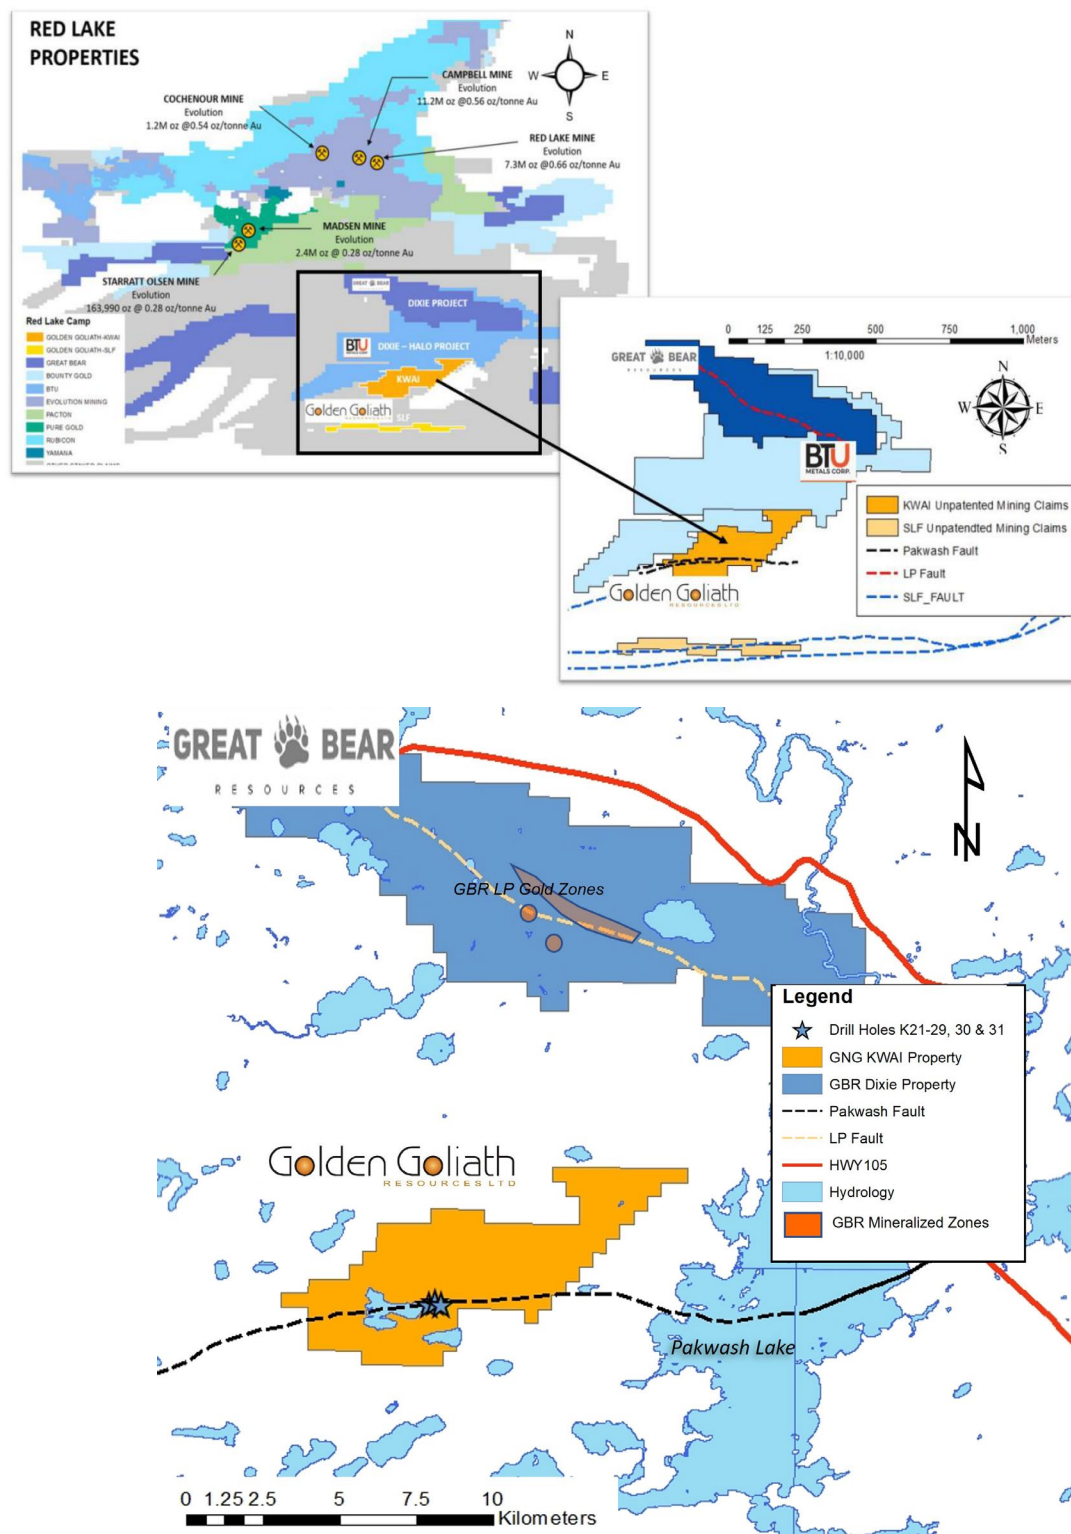 RED LAKE
PROPERTIES
N
W
E
S
CAMPBELL MINE
Evolution
11.2M oz @0.56 oz/tonne Au
COCHENOUR MINE
Evolution
1.2M oz @0.54 oz/tonne Au
RED LAKE MINE
Evolution
7.3M oz @0.66 oz/tonne Au
MADSEN MINE
Evolution
2.4M oz @ 0.28 oz/tonne Au
STARRATT OLSEN MINE
Evolution
163,990 oz @ 0.28 oz/tonne Au
GREAT BEAR
DIXIE PROJECT
BTU
METALS CORP.
DIXIE – HALO PROJECT
KWAI
Golden Goliath
SLF
Red Lake Camp
GOLDEN GOLIATH-KWAI
GOLDEN GOLIATH-SLF
GREAT BEAR
BOUNTY GOLD
BTU
EVOLUTION MINING
PACTON
PURE GOLD
RUBICON
YAMANA
0 125 250 500 750 1,000
Meters
1:10,000
GREAT BEAR
RESOURCES
N
W
E
S
BTU
METALS CORP.
KWAI Unpatented Mining Claims
SLF Unpatendted Mining Claims
Pakwash Fault
LP Fault
SLF_FAULT
Golden Goliath
RESOURCES LTD
GREAT BEAR
RESOURCES
N
GBR LP Gold Zones
Legend
Drill Holes K21-29, 30 & 31
GNG KWAI Property
GBR Dixie Property
Pakwash Fault
LP Fault
HWY105
Hydrology
GBR Mineralized Zones
Golden Goliath
RESOURCES LTD
Pakwash Lake
0 1.25 2.5 5 7.5 10
Kilometers